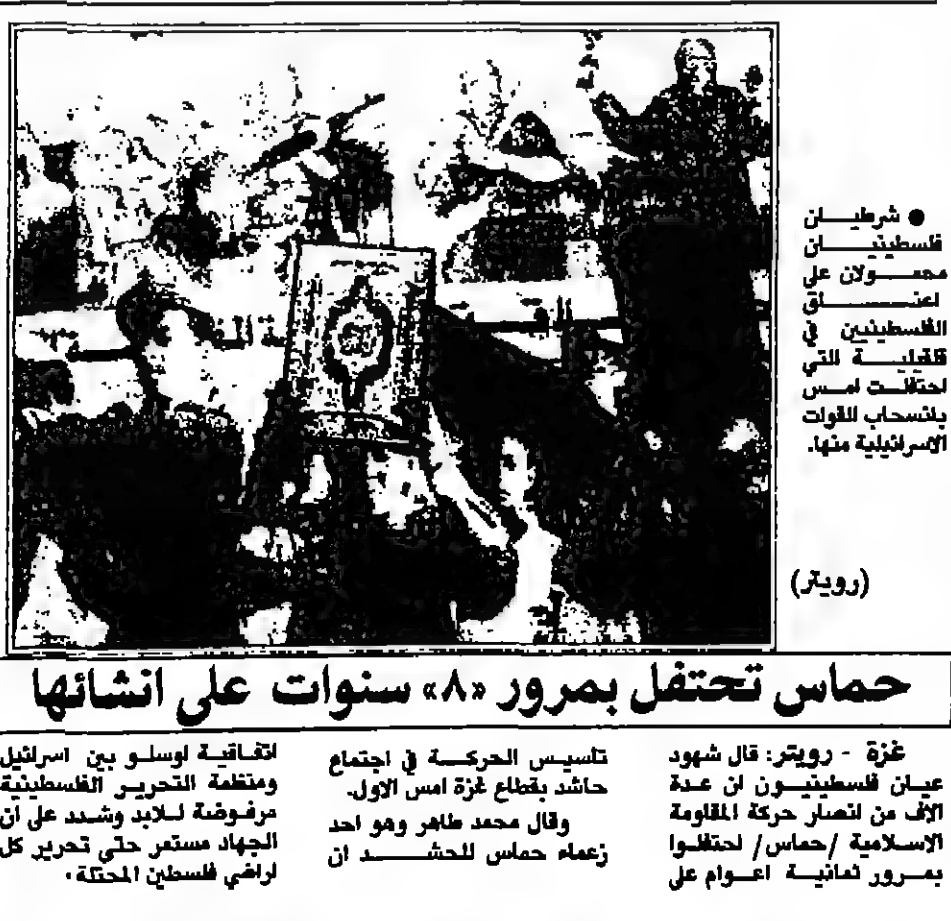 ● شرطيان
فلسطينيان
محمولان على
اعناق
الفلسطينيين في
قلقيلية التي
احتفلت امس
بانسحاب القوات
الاسرائيلية منها.
(رويتر)
حماس تحتفل بمرور «٨» سنوات على انشائها
غزة - رويتر: قال شهود
عيان فلسطينيون ان عدة
الاف من انصار حركة المقاومة
الاسلامية /حماس/ احتفلوا
بمرور ثمانية اعوام على
تأسيس الحركة في اجتماع
حاشد بقطاع غزة امس الاول.
وقال محمد طاهر وهو احد
زعماء حماس للحشد ان
اتفاقية اوسلو بين اسرائيل
ومنظمة التحرير الفلسطينية
مرفوضة للابد وشدد على ان
الجهاد مستمر حتى تحرير كل
اراضي فلسطين المحتلة.